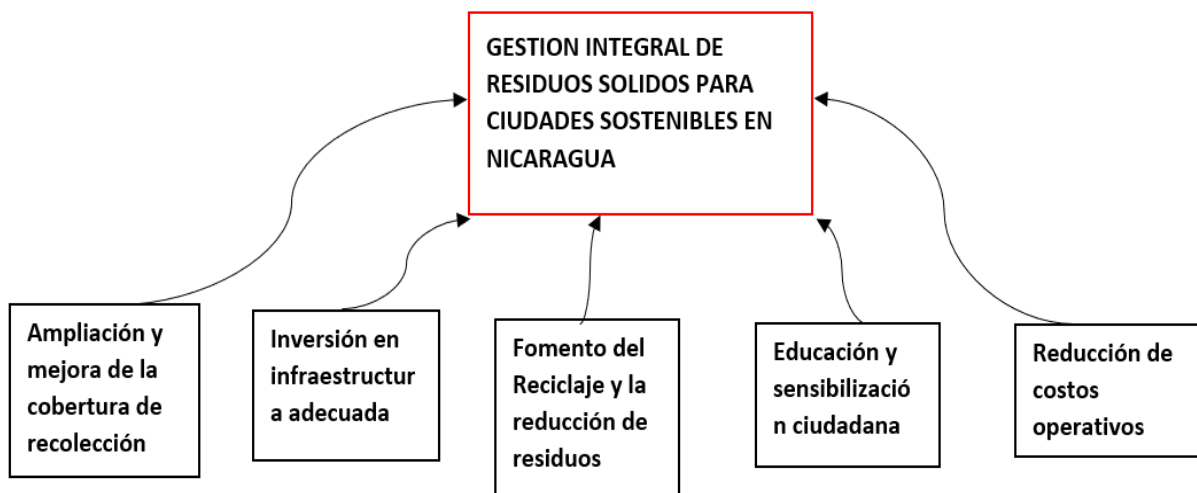 GESTION INTEGRAL DE
RESIDUOS SOLIDOS PARA
CIUDADES SOSTENIBLES EN
NICARAGUA
Ampliación y
mejora de la
cobertura de
recolección
Inversión en
infraestructur
a adecuada
Fomento del
Reciclaje y la
reducción de
residuos
Educación y
sensibilizació
n ciudadana
Reducción de
costos
operativos